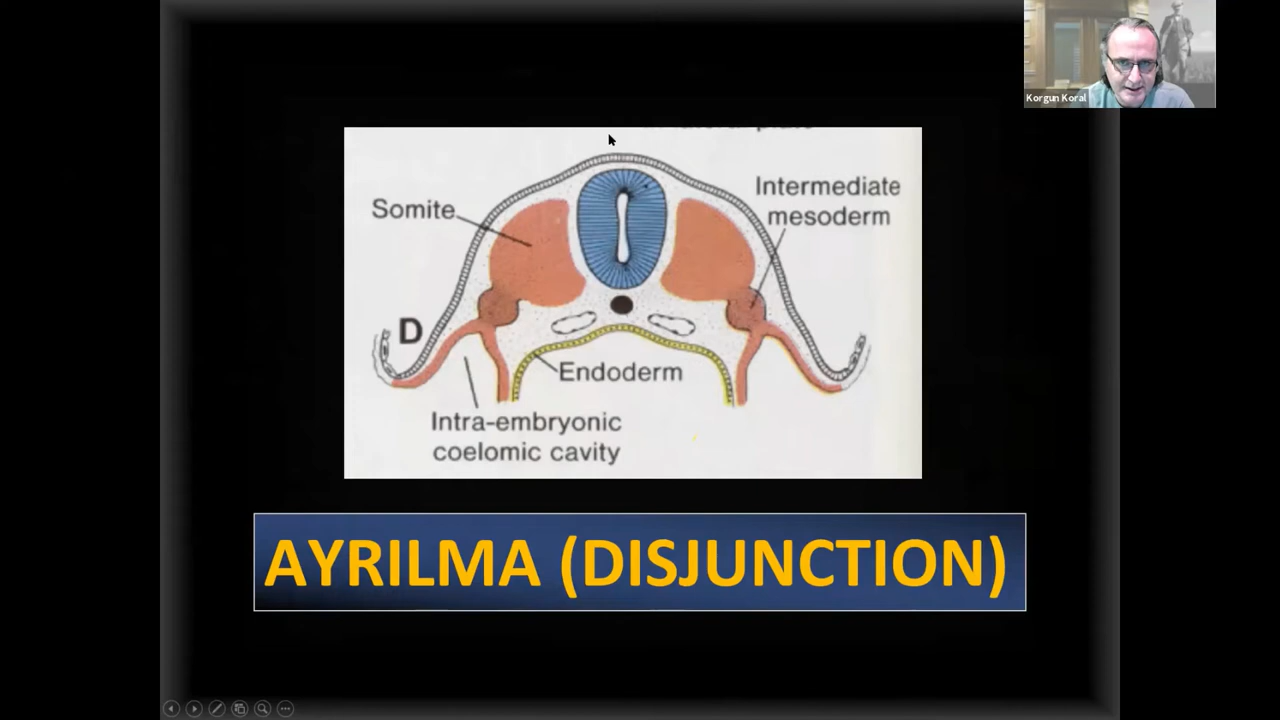 Korgun Koral
Somite
Intermediate
mesoderm
D
Endoderm
Intra-embryonic
coelomic cavity
AYRILMA (DISJUNCTION)